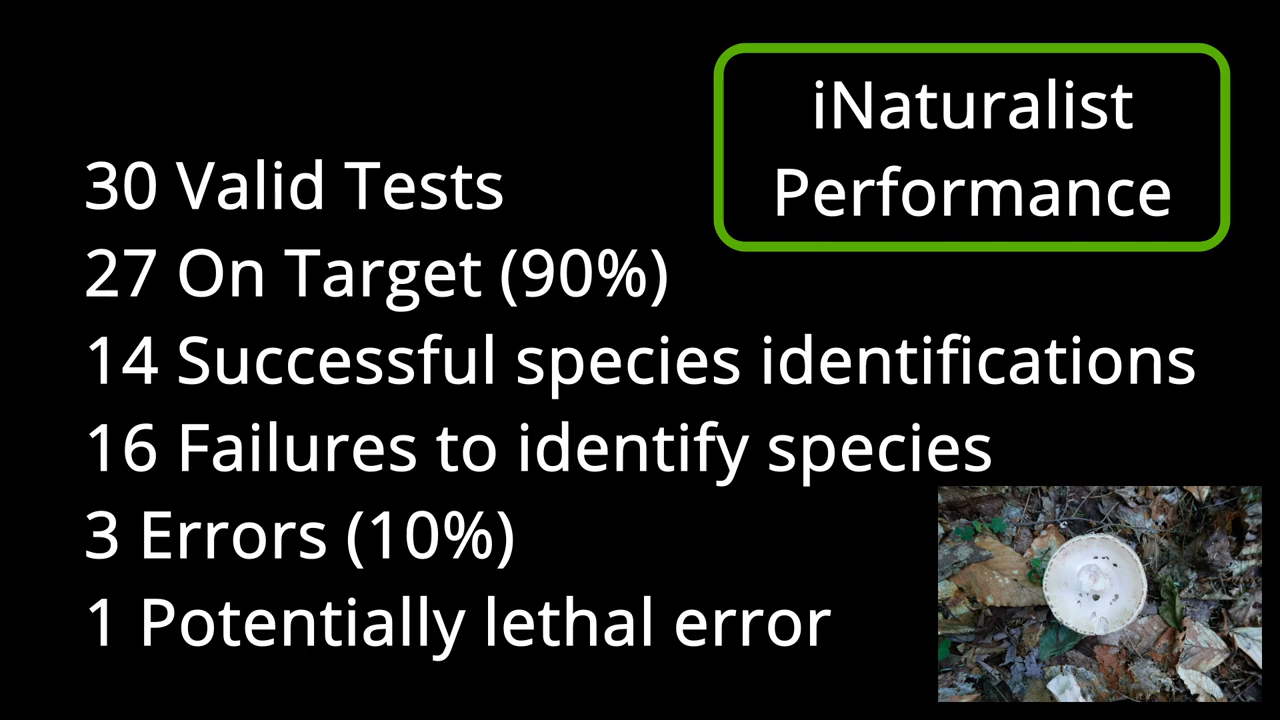 iNaturalist
Performance
30 Valid Tests
27 On Target (90%)
14 Successful species identifications
16 Failures to identify species
3 Errors (10%)
1 Potentially lethal error